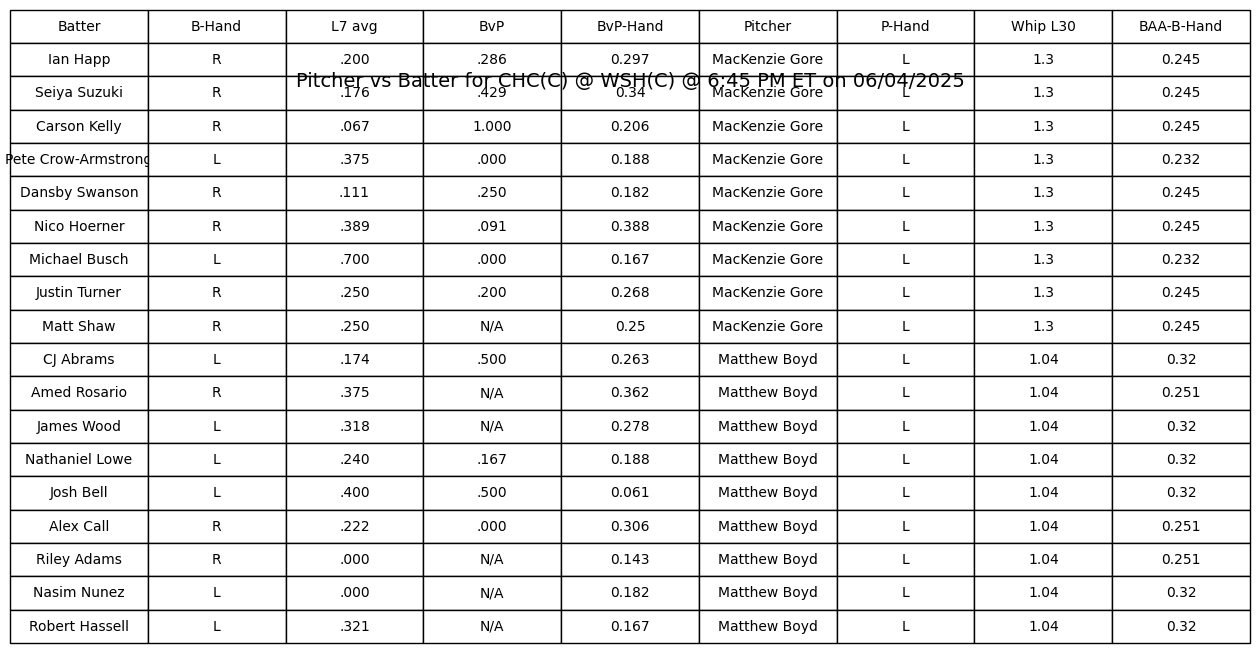 Batter B-Hand L7 avg BvP BvP-Hand Pitcher P-Hand Whip L30 BAA-B-Hand
Ian Happ R .200 .286 0.297 MacKenzie Gore L 1.3 0.245
Pitcher vs Batter for CHC(C) @ WSH(C) @ 6:45 PM ET on 06/04/2025
Seiya Suzuki R .176 .429 0.34 MacKenzie Gore L 1.3 0.245
Carson Kelly R .067 1.000 0.206 MacKenzie Gore L 1.3 0.245
Pete Crow-Armstrong L .375 .000 0.188 MacKenzie Gore L 1.3 0.232
Dansby Swanson R .111 .250 0.182 MacKenzie Gore L 1.3 0.245
Nico Hoerner R .389 .091 0.388 MacKenzie Gore L 1.3 0.245
Michael Busch L .700 .000 0.167 MacKenzie Gore L 1.3 0.232
Justin Turner R .250 .200 0.268 MacKenzie Gore L 1.3 0.245
Matt Shaw R .250 N/A 0.25 MacKenzie Gore L 1.3 0.245
CJ Abrams L .174 .500 0.263 Matthew Boyd L 1.04 0.32
Amed Rosario R .375 N/A 0.362 Matthew Boyd L 1.04 0.251
James Wood L .318 N/A 0.278 Matthew Boyd L 1.04 0.32
Nathaniel Lowe L .240 .167 0.188 Matthew Boyd L 1.04 0.32
Josh Bell L .400 .500 0.061 Matthew Boyd L 1.04 0.32
Alex Call R .222 .000 0.306 Matthew Boyd L 1.04 0.251
Riley Adams R .000 N/A 0.143 Matthew Boyd L 1.04 0.251
Nasim Nunez L .000 N/A 0.182 Matthew Boyd L 1.04 0.32
Robert Hassell L .321 N/A 0.167 Matthew Boyd L 1.04 0.32